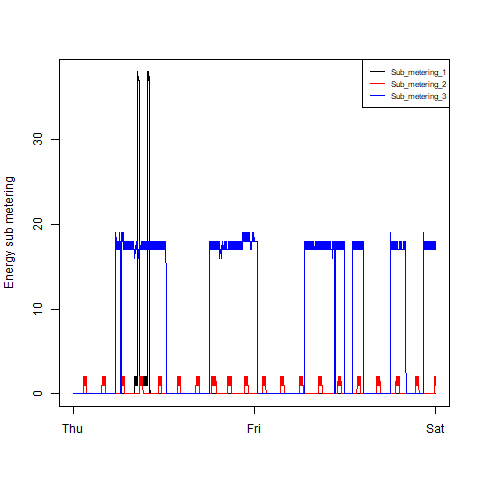 Sub_metering_1
Sub_metering_2
Sub_metering_3
Energy sub metering
30
20
10
0
Thu
Fri
Sat